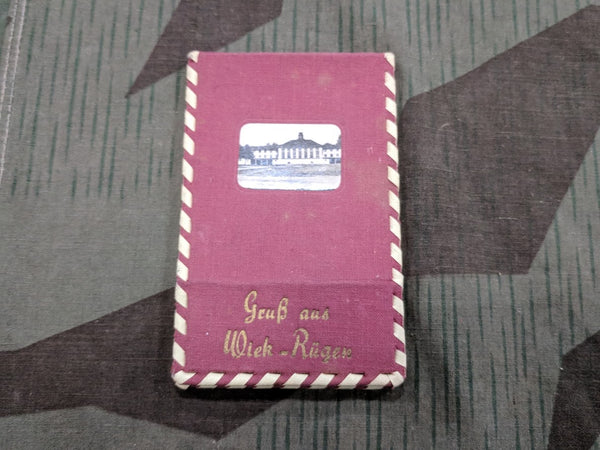 Gruß aus
Wiek - Rügen